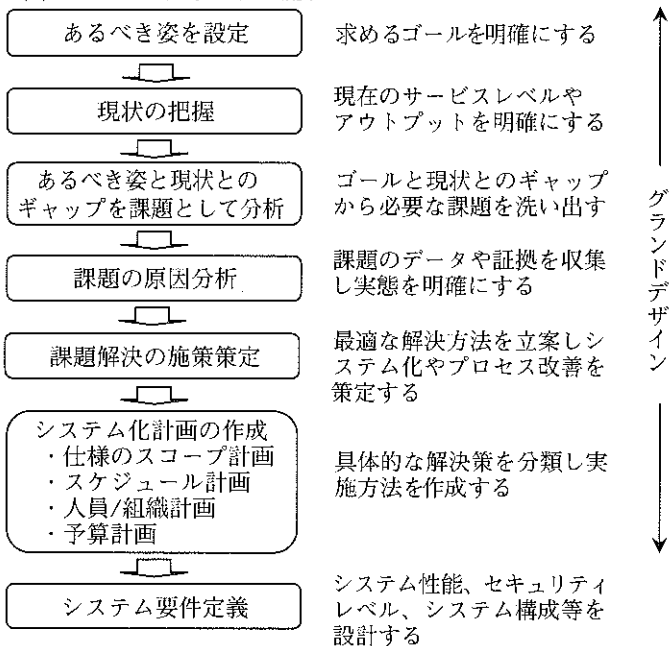 あるべき姿を設定
求めるゴールを明確にする
現状の把握
現在のサービスレベルや
アウトプットを明確にする
あるべき姿と現状との
ギャップを課題として分析
ゴールと現状とのギャップ
から必要な課題を洗い出す
課題の原因分析
課題のデータや証拠を収集
し実態を明確にする
課題解決の施策策定
最適な解決方法を立案しシ
ステム化やプロセス改善を
策定する
システム化計画の作成
・仕様のスコープ計画
・スケジュール計画
・人員/組織計画
・予算計画
具体的な解決策を分類し実
施方法を作成する
システム要件定義
システム性能、セキュリティ
レベル、システム構成等を
設計する
グランドデザイン